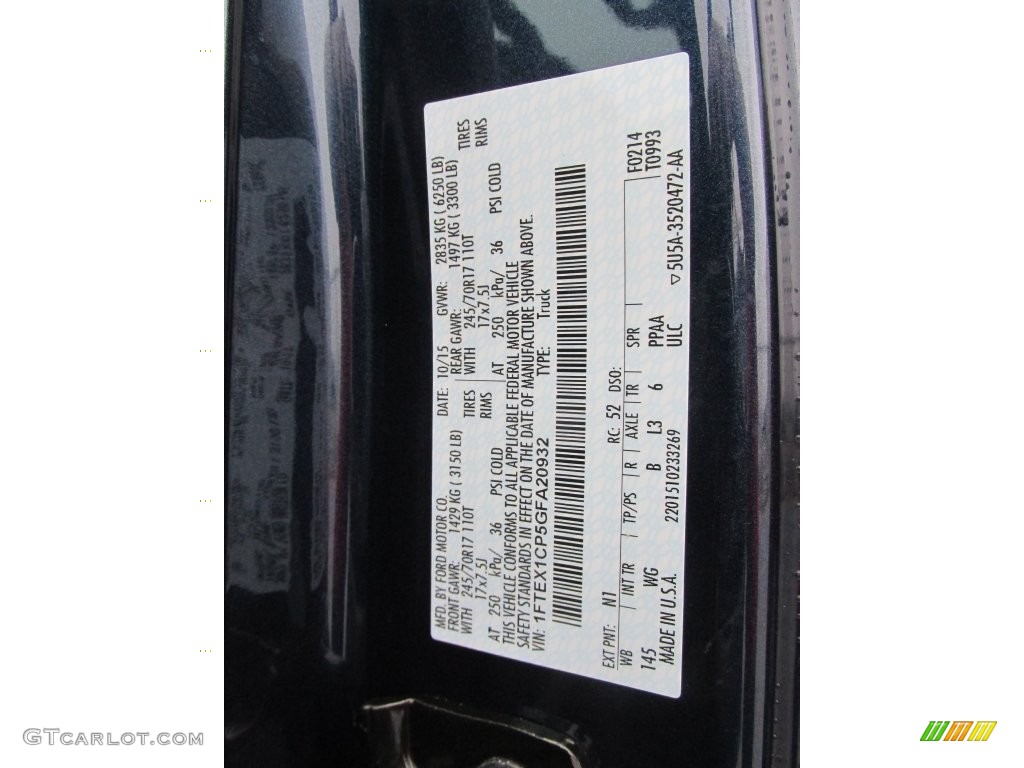 MFD. BY FORD MOTOR CO. DATE: 10/15 GVWR: 2835 KG ( 6250 LB)
FRONT GAWR: 1429 KG ( 3150 LB) REAR GAWR: 1497 KG ( 3300 LB)
WITH 245/70R17 110T TIRES WITH 245/70R17 110T TIRES
17x7.5J RIMS 17x7.5J RIMS
AT 250 kPa/ 36 PSI COLD AT 250 kPa/ 36 PSI COLD
THIS VEHICLE CONFORMS TO ALL APPLICABLE FEDERAL MOTOR VEHICLE
SAFETY STANDARDS IN EFFECT ON THE DATE OF MANUFACTURE SHOWN ABOVE.
VIN: 1FTEX1CP5GFA20932 TYPE: Truck
EXT PNT: N1 RC: 52 DSO:
WB INT TR TP/PS R AXLE TR SPR F0214
145 WG B L3 6 PPAA T0993
MADE IN U.S.A. 2201510233269 ULC ▽5U5A-3520472-AA
GTCARLOT.COM